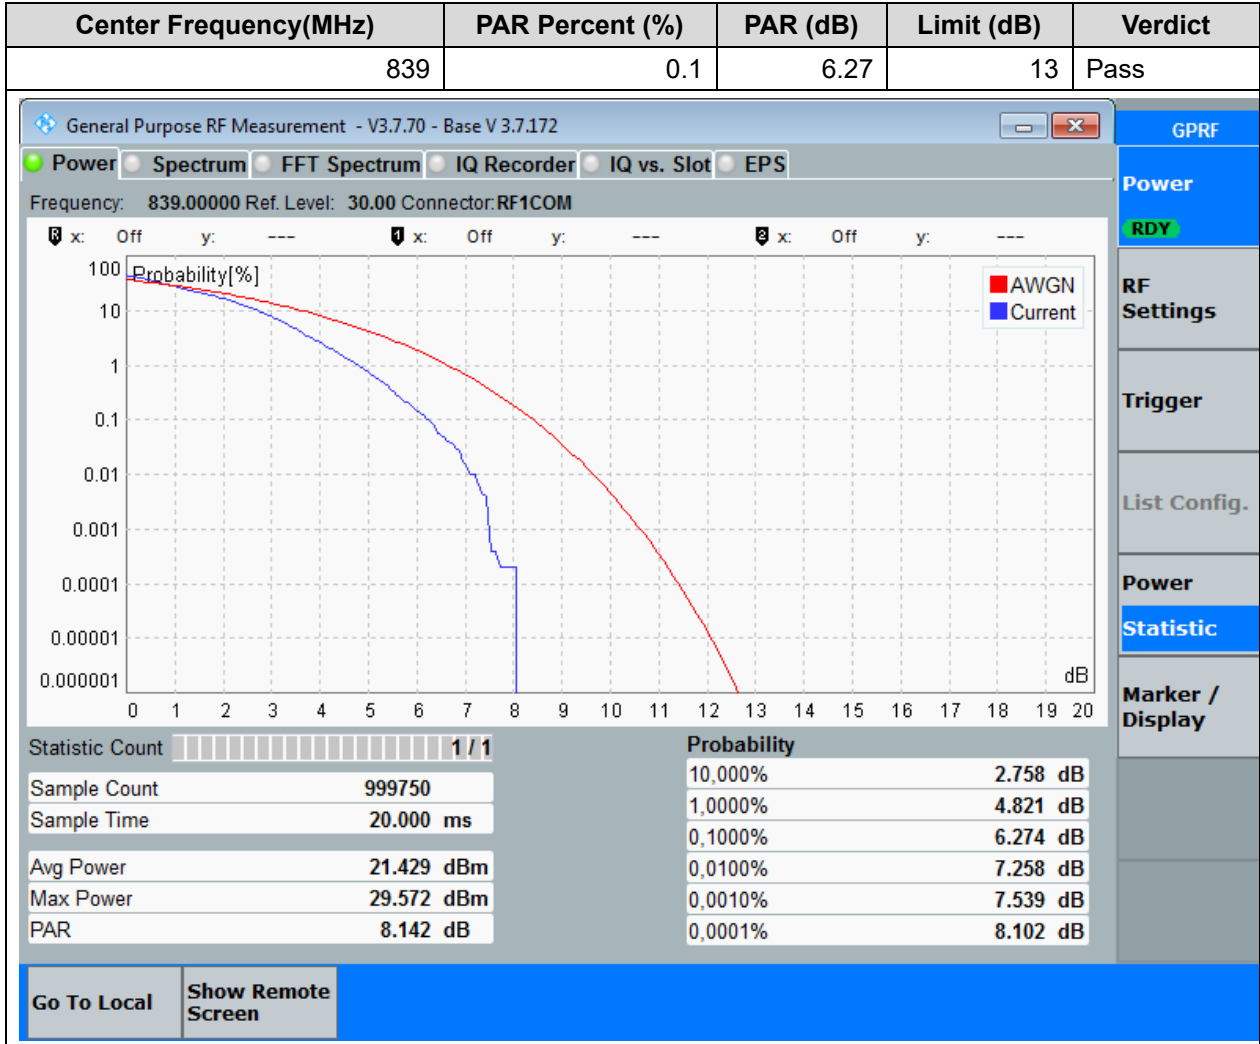 Center Frequency(MHz) PAR Percent (%) PAR (dB) Limit (dB) Verdict
839 0.1 6.27 13 Pass
General Purpose RF Measurement - V3.7.70 - Base V 3.7.172
GPRF
Power Spectrum FFT Spectrum IQ Recorder IQ vs. Slot EPS
Power
RDY
Frequency: 839.00000 Ref. Level: 30.00 Connector: RF1COM
R x: Off y: --- 1 x: Off y: --- 2 x: Off y: ---
Probability[%]
AWGN
Current
100
10
1
0.1
0.01
0.001
0.0001
0.00001
0.000001
dB
0 1 2 3 4 5 6 7 8 9 10 11 12 13 14 15 16 17 18 19 20
RF
Settings
Trigger
List Config.
Power
Statistic
Marker /
Display
Statistic Count 1 / 1
Sample Count 999750
Sample Time 20.000 ms
Avg Power 21.429 dBm
Max Power 29.572 dBm
PAR 8.142 dB
Probability
10,000% 2.758 dB
1,0000% 4.821 dB
0,1000% 6.274 dB
0,0100% 7.258 dB
0,0010% 7.539 dB
0,0001% 8.102 dB
Go To Local
Show Remote
Screen